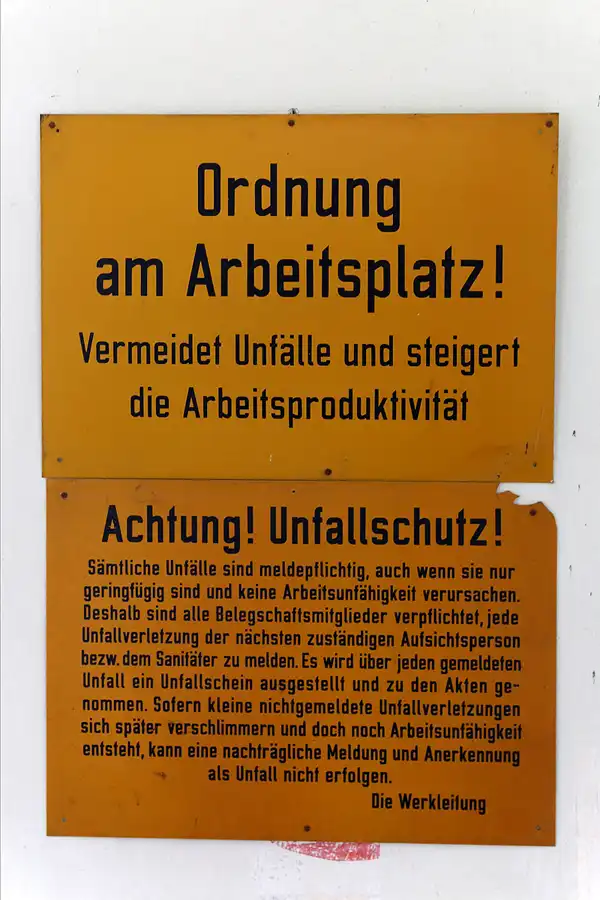 Ordnung
am Arbeitsplatz!
Vermeidet Unfälle und steigert
die Arbeitsproduktivität
Achtung! Unfallschutz!
Sämtliche Unfälle sind meldepflichtig, auch wenn sie nur
geringfügig sind und keine Arbeitsunfähigkeit verursachen.
Deshalb sind alle Belegschaftsmitglieder verpflichtet, jede
Unfallverletzung der nächsten zuständigen Aufsichtsperson
bezw. dem Sanitäter zu melden. Es wird über jeden gemeldeten
Unfall ein Unfallschein ausgestellt und zu den Akten ge-
nommen. Sofern kleine nichtgemeldete Unfallverletzungen
sich später verschlimmern und doch noch Arbeitsunfähigkeit
entsteht, kann eine nachträgliche Meldung und Anerkennung
als Unfall nicht erfolgen.
Die Werkleitung